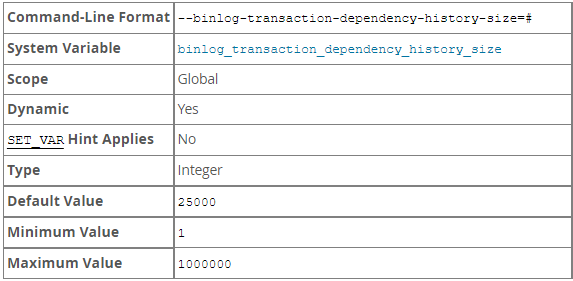 Command-Line Format --binlog-transaction-dependency-history-size=#
System Variable binlog_transaction_dependency_history_size
Scope Global
Dynamic Yes
SET_VAR Hint Applies No
Type Integer
Default Value 25000
Minimum Value 1
Maximum Value 1000000